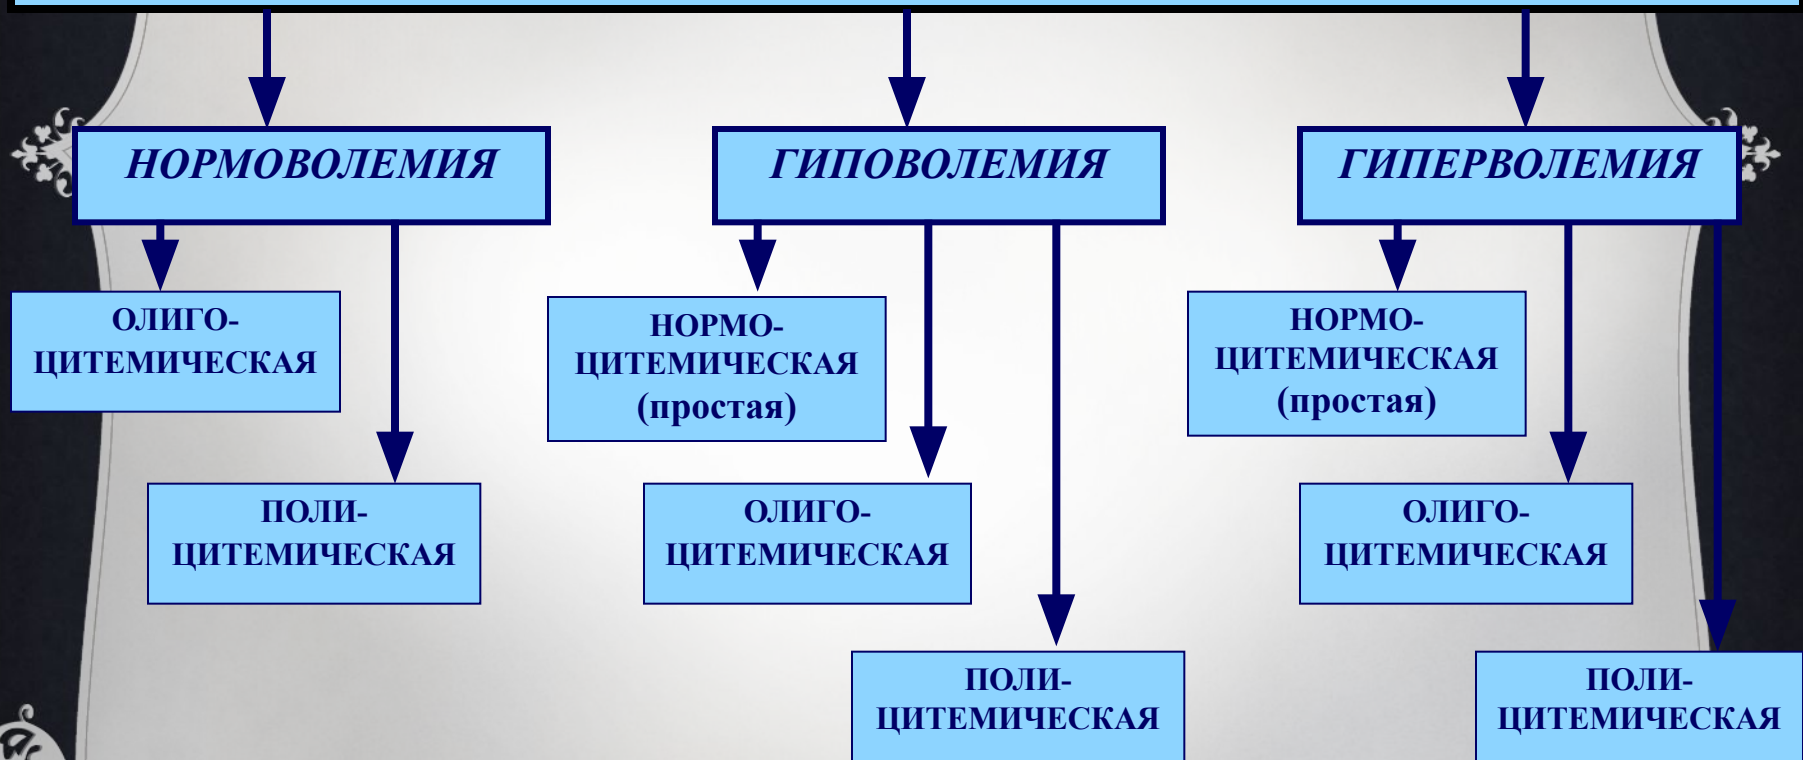 НОРМОВОЛЕМИЯ
ГИПОВОЛЕМИЯ
ГИПЕРВОЛЕМИЯ
ОЛИГО-
ЦИТЕМИЧЕСКАЯ
НОРМО-
ЦИТЕМИЧЕСКАЯ
(простая)
НОРМО-
ЦИТЕМИЧЕСКАЯ
(простая)
ПОЛИ-
ЦИТЕМИЧЕСКАЯ
ОЛИГО-
ЦИТЕМИЧЕСКАЯ
ОЛИГО-
ЦИТЕМИЧЕСКАЯ
ПОЛИ-
ЦИТЕМИЧЕСКАЯ
ПОЛИ-
ЦИТЕМИЧЕСКАЯ